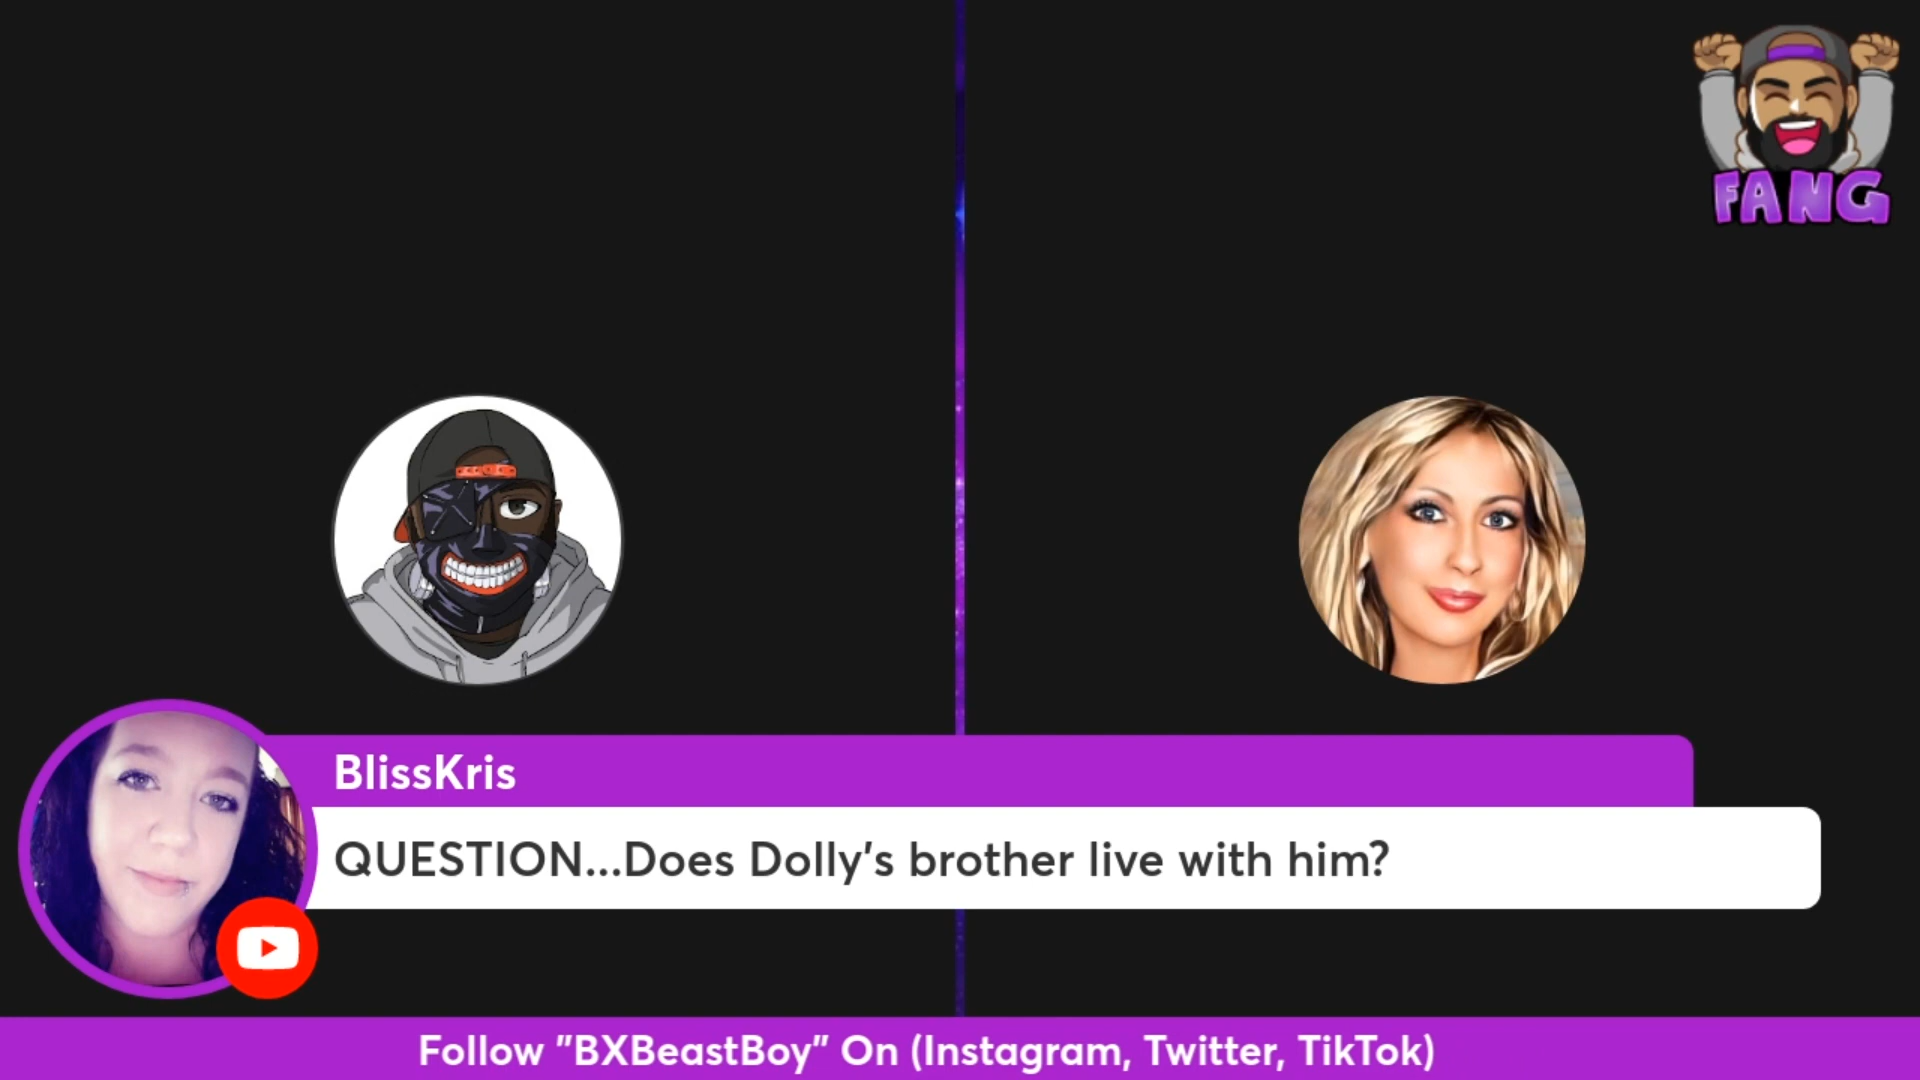 FANG
BlissKris
QUESTION...Does Dolly's brother live with him?
Follow "BXBeastBoy" On (Instagram, Twitter, TikTok)